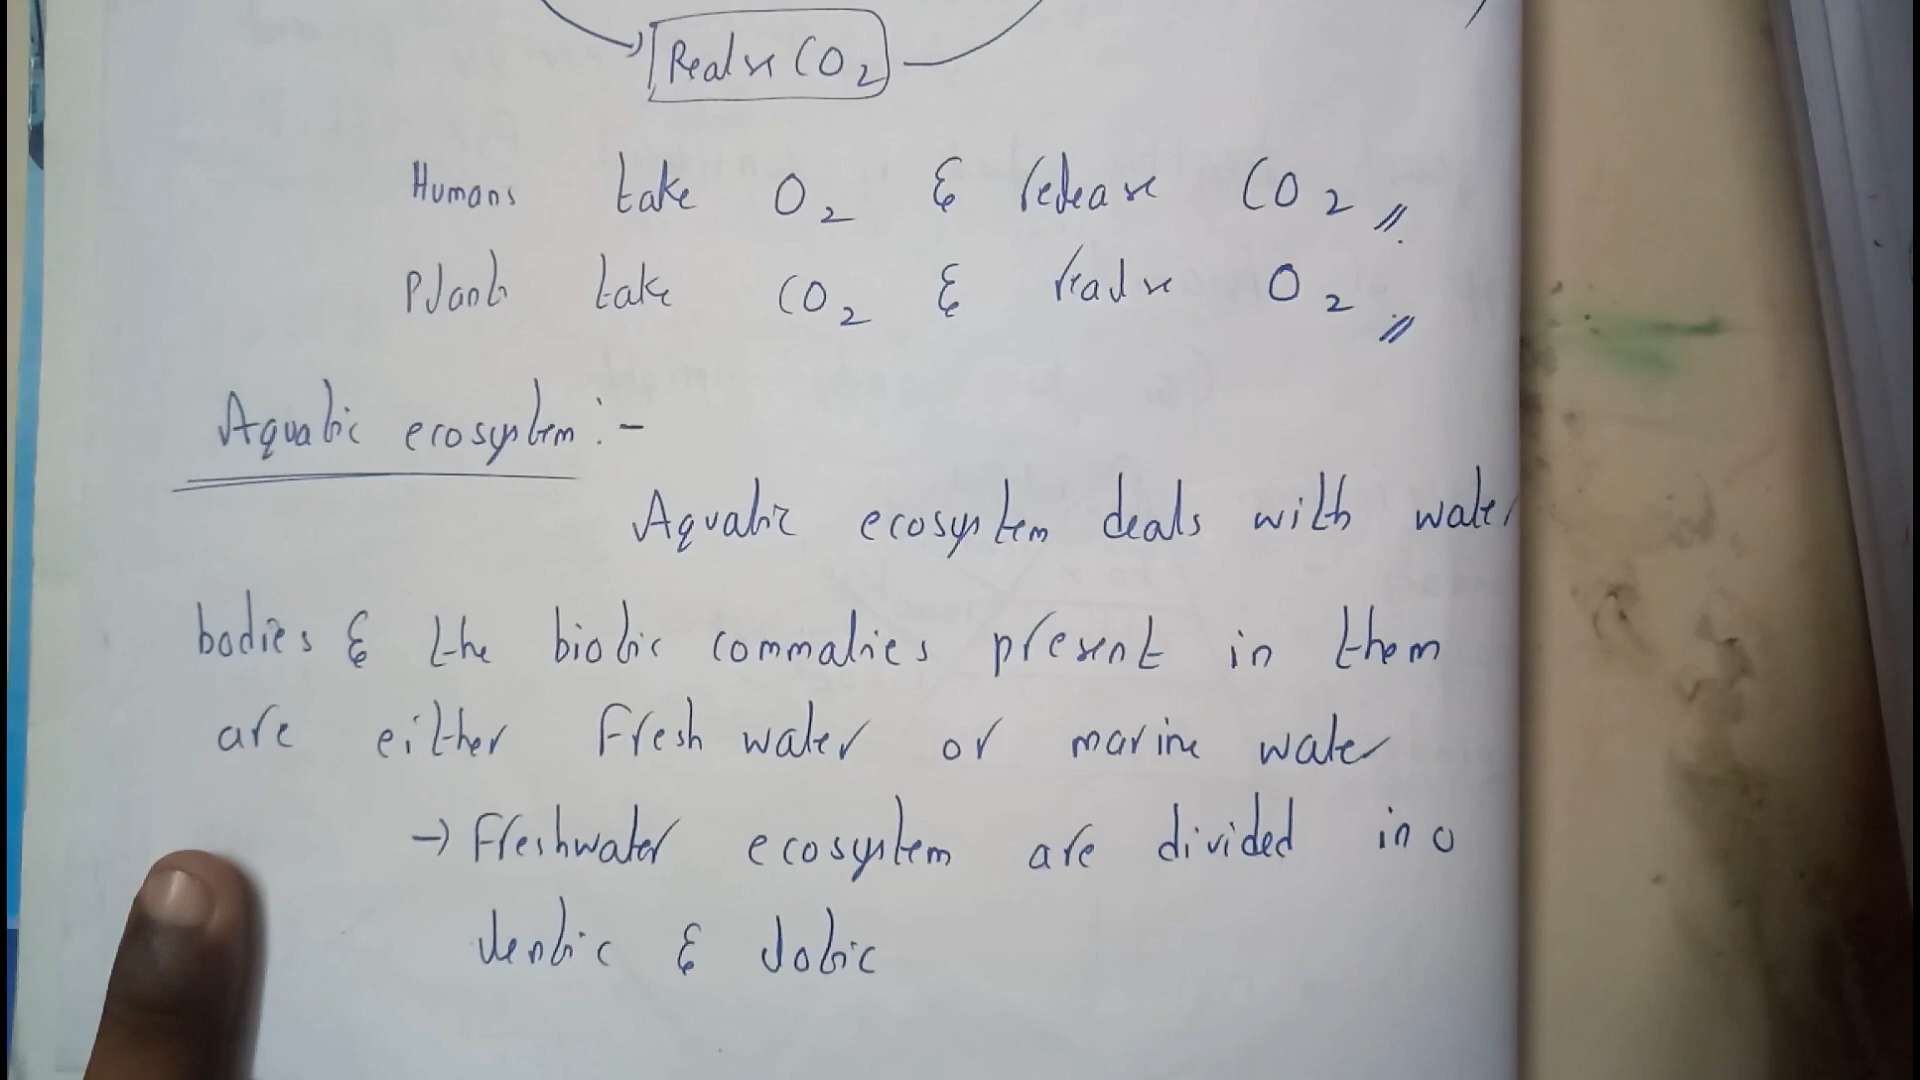 Realse CO2
Humans take O2 & release CO2 //.
Plants take CO2 & realse O2 //
Aquatic ecosystem :-
Aquatic ecosystem deals with water
bodies & the biotic commaties present in them
are either Fresh water or marine water
→ Freshwater ecosystem are divided in o
lentic & lotic